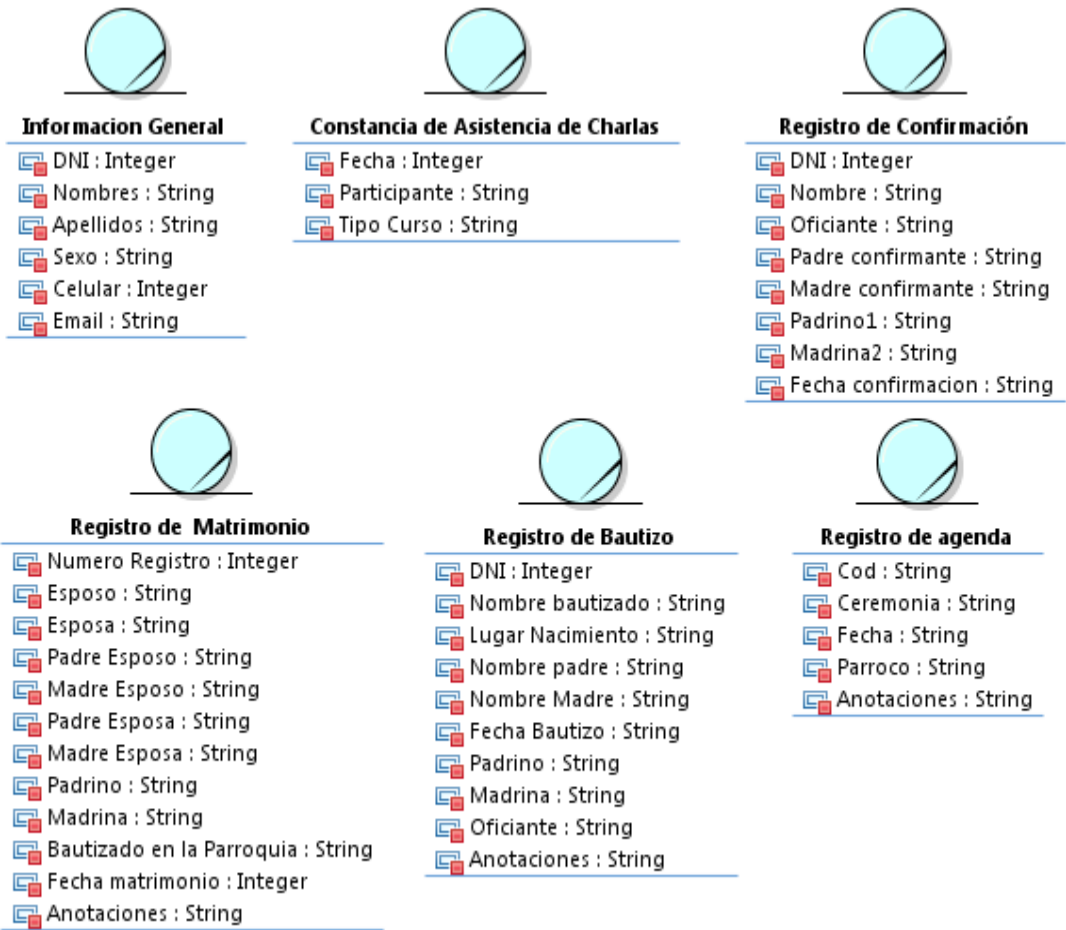 Informacion General
DNI : Integer
Nombres : String
Apellidos : String
Sexo : String
Celular : Integer
Email : String
Constancia de Asistencia de Charlas
Fecha : Integer
Participante : String
Tipo Curso : String
Registro de Confirmación
DNI : Integer
Nombre : String
Oficiante : String
Padre confirmante : String
Madre confirmante : String
Padrino1 : String
Madrina2 : String
Fecha confirmacion : String
Registro de Matrimonio
Numero Registro : Integer
Esposo : String
Esposa : String
Padre Esposo : String
Madre Esposo : String
Padre Esposa : String
Madre Esposa : String
Padrino : String
Madrina : String
Bautizado en la Parroquia : String
Fecha matrimonio : Integer
Anotaciones : String
Registro de Bautizo
DNI : Integer
Nombre bautizado : String
Lugar Nacimiento : String
Nombre padre : String
Nombre Madre : String
Fecha Bautizo : String
Padrino : String
Madrina : String
Oficiante : String
Anotaciones : String
Registro de agenda
Cod : String
Ceremonia : String
Fecha : String
Parroco : String
Anotaciones : String